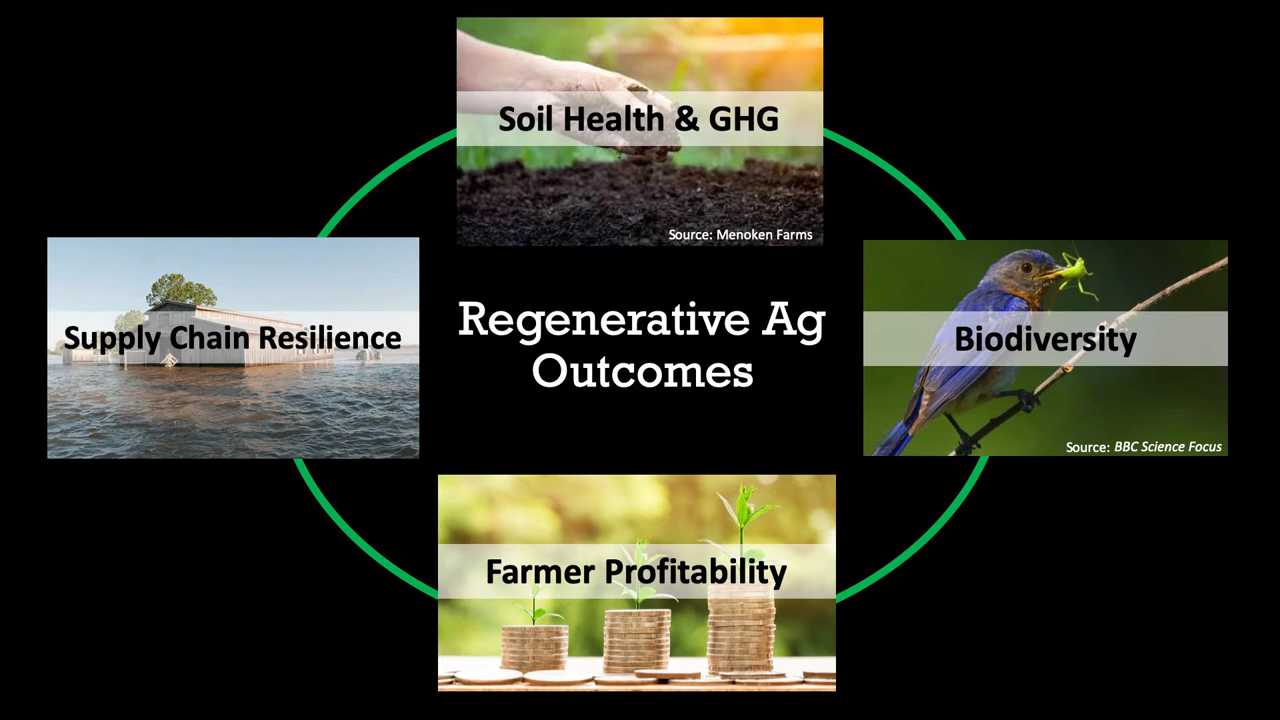 Soil Health & GHG
Source: Menoken Farms
Supply Chain Resilience
Regenerative Ag
Outcomes
Biodiversity
Source: BBC Science Focus
Farmer Profitability